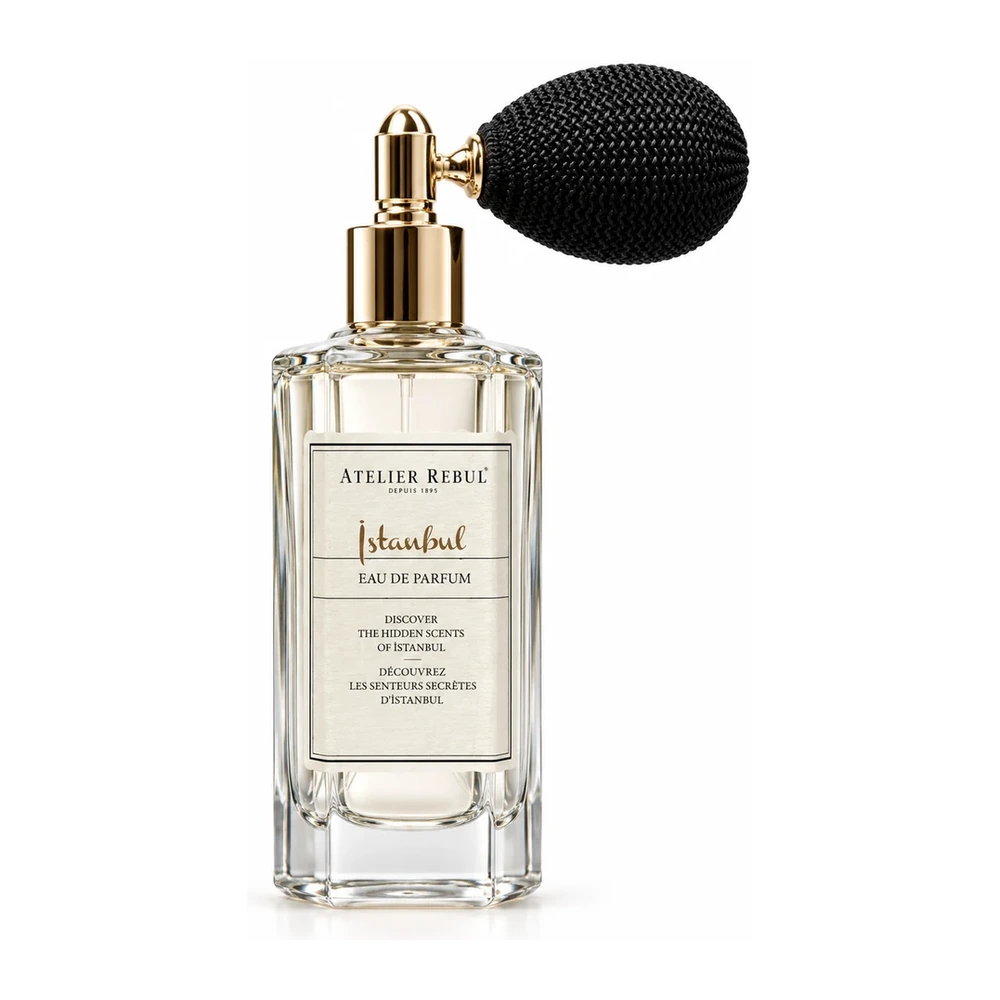 ATELIER REBUL®
DEPUIS 1895
İstanbul
EAU DE PARFUM
DISCOVER
THE HIDDEN SCENTS
OF İSTANBUL
DÉCOUVREZ
LES SENTEURS SECRÈTES
D'İSTANBUL